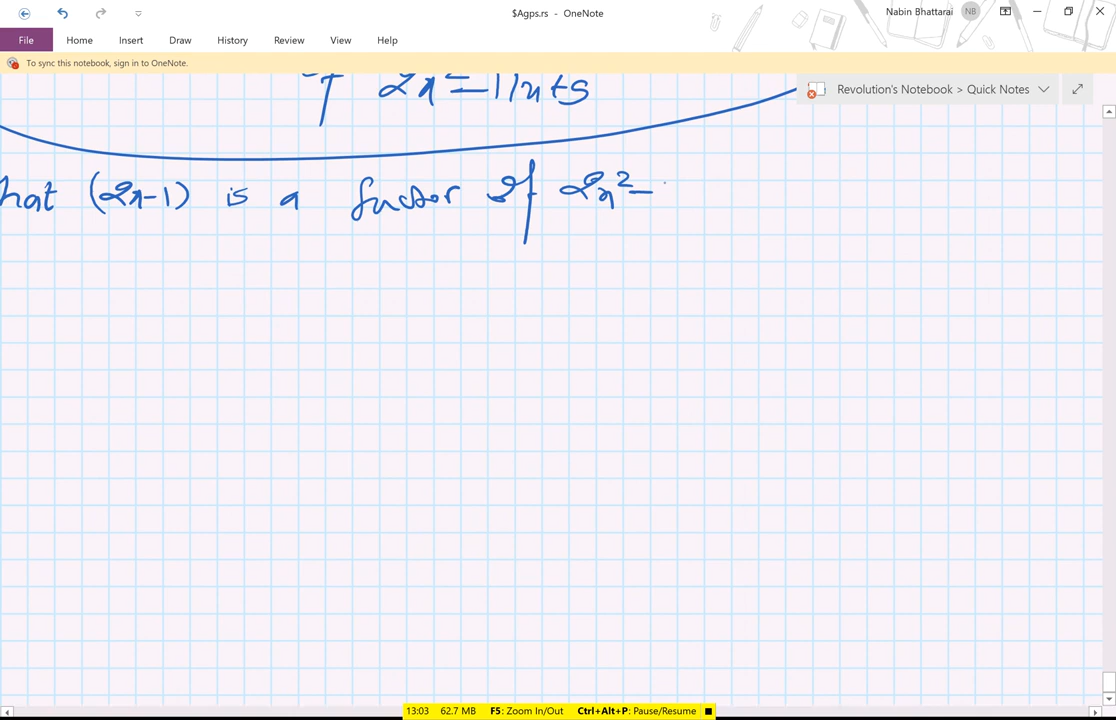 $Agps.rs - OneNote
Nabin Bhattarai NB
File Home Insert Draw History Review View Help
To sync this notebook, sign in to OneNote.
Revolution's Notebook > Quick Notes
2x² - 11x + 5
hat (2x-1) is a factor of 2x² -
13:03 62.7 MB F5: Zoom In/Out Ctrl+Alt+P: Pause/Resume